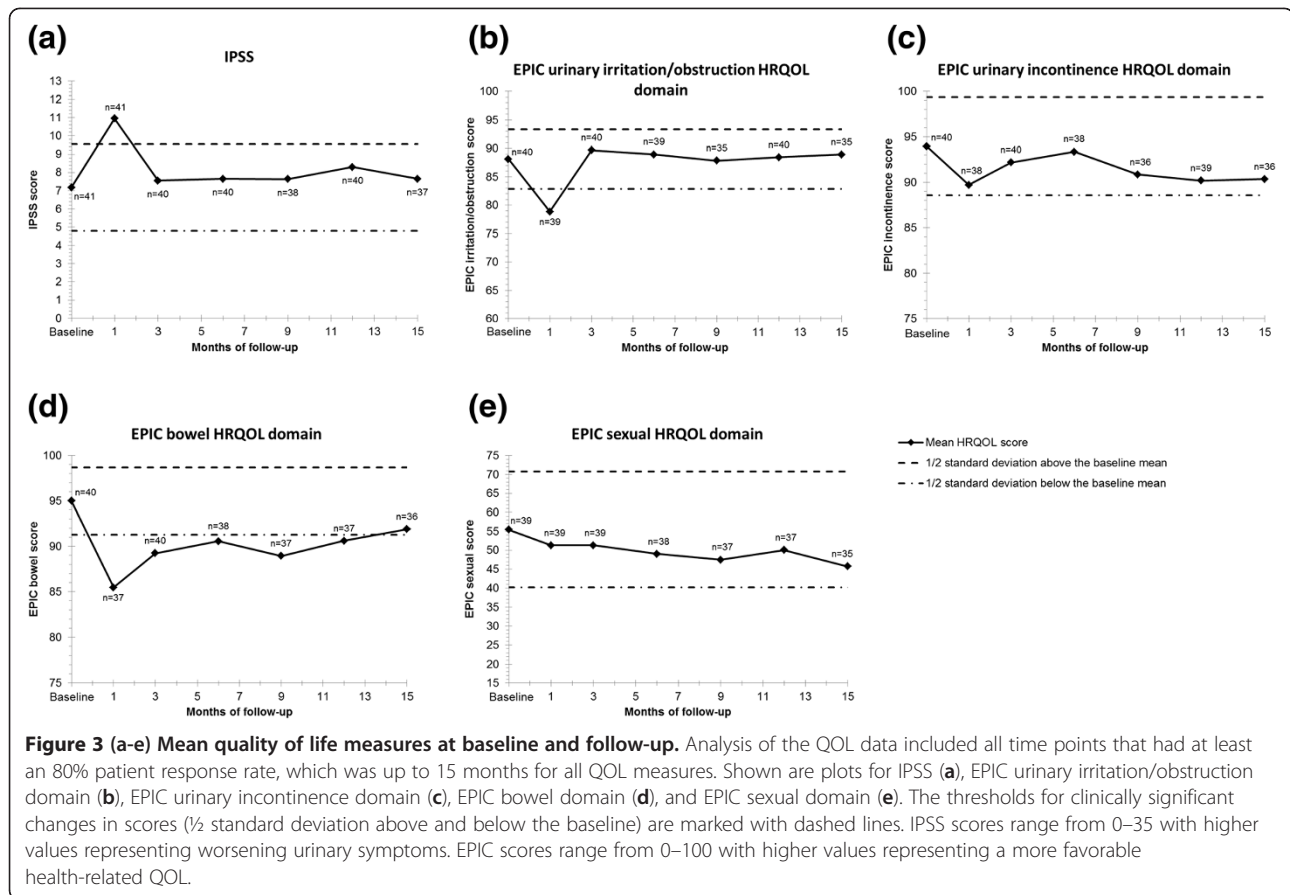 (a)
IPSS
13
12
11
10
9
8
7
6
5
4
3
2
1
0
IPSS score
n=41
n=41
n=40
n=40
n=38
n=40
n=37
Baseline 1 3 5 7 9 11 13 15
Months of follow-up
(b)
EPIC urinary irritation/obstruction HRQOL
domain
100
95
90
85
80
75
70
65
60
EPIC irritation/obstruction score
n=40
n=39
n=40
n=39
n=35
n=40
n=35
Baseline 1 3 5 7 9 11 13 15
Months of follow-up
(c)
EPIC urinary incontinence HRQOL domain
100
95
90
85
80
75
EPIC incontinence score
n=40
n=38
n=40
n=38
n=36
n=39
n=36
Baseline 1 3 5 7 9 11 13 15
Months of follow-up
(d)
EPIC bowel HRQOL domain
100
95
90
85
80
75
EPIC bowel score
n=40
n=37
n=40
n=38
n=37
n=37
n=36
Baseline 1 3 5 7 9 11 13 15
Months of follow-up
(e)
EPIC sexual HRQOL domain
75
70
65
60
55
50
45
40
35
30
25
20
15
EPIC sexual score
n=39
n=39
n=39
n=38
n=37
n=37
n=35
Baseline 1 3 5 7 9 11 13 15
Months of follow-up
Mean HRQOL score
1/2 standard deviation above the baseline mean
1/2 standard deviation below the baseline mean
Figure 3 (a-e) Mean quality of life measures at baseline and follow-up. Analysis of the QOL data included all time points that had at least
an 80% patient response rate, which was up to 15 months for all QOL measures. Shown are plots for IPSS (a), EPIC urinary irritation/obstruction
domain (b), EPIC urinary incontinence domain (c), EPIC bowel domain (d), and EPIC sexual domain (e). The thresholds for clinically significant
changes in scores (½ standard deviation above and below the baseline) are marked with dashed lines. IPSS scores range from 0–35 with higher
values representing worsening urinary symptoms. EPIC scores range from 0–100 with higher values representing a more favorable
health-related QOL.